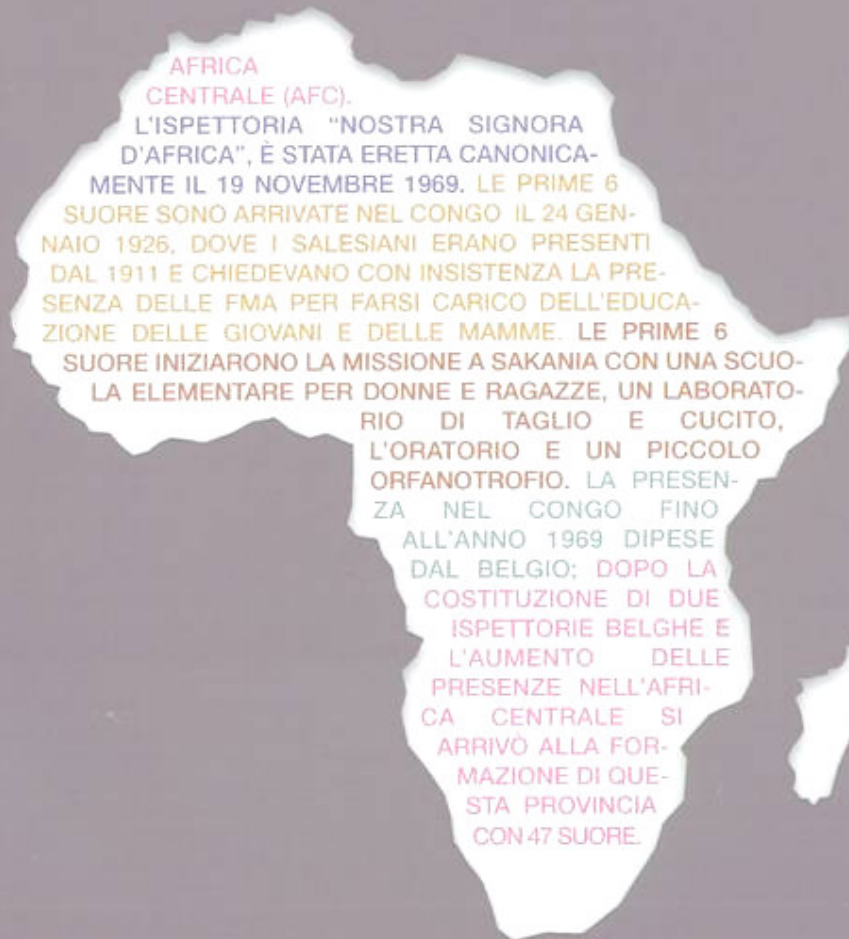 AFRICA
CENTRALE (AFC).
L'ISPETTORIA "NOSTRA SIGNORA
D'AFRICA", È STATA ERETTA CANONICA-
MENTE IL 19 NOVEMBRE 1969. LE PRIME 6
SUORE SONO ARRIVATE NEL CONGO IL 24 GEN-
NAIO 1926, DOVE I SALESIANI ERANO PRESENTI
DAL 1911 E CHIEDEVANO CON INSISTENZA LA PRE-
SENZA DELLE FMA PER FARSI CARICO DELL'EDUCA-
ZIONE DELLE GIOVANI E DELLE MAMME. LE PRIME 6
SUORE INIZIARONO LA MISSIONE A SAKANIA CON UNA SCUO-
LA ELEMENTARE PER DONNE E RAGAZZE, UN LABORATO-
RIO DI TAGLIO E CUCITO,
L'ORATORIO E UN PICCOLO
ORFANOTROFIO. LA PRESEN-
ZA NEL CONGO FINO
ALL'ANNO 1969 DIPESE
DAL BELGIO; DOPO LA
COSTITUZIONE DI DUE
ISPETTORIE BELGHE E
L'AUMENTO DELLE
PRESENZE NELL'AFRI-
CA CENTRALE SI
ARRIVÒ ALLA FOR-
MAZIONE DI QUE-
STA PROVINCIA
CON 47 SUORE.